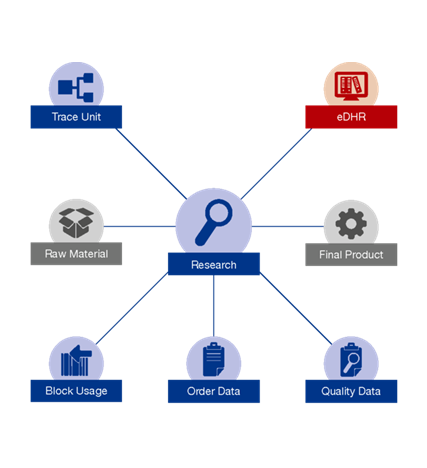 Trace Unit
eDHR
Raw Material
Research
Final Product
Block Usage
Order Data
Quality Data